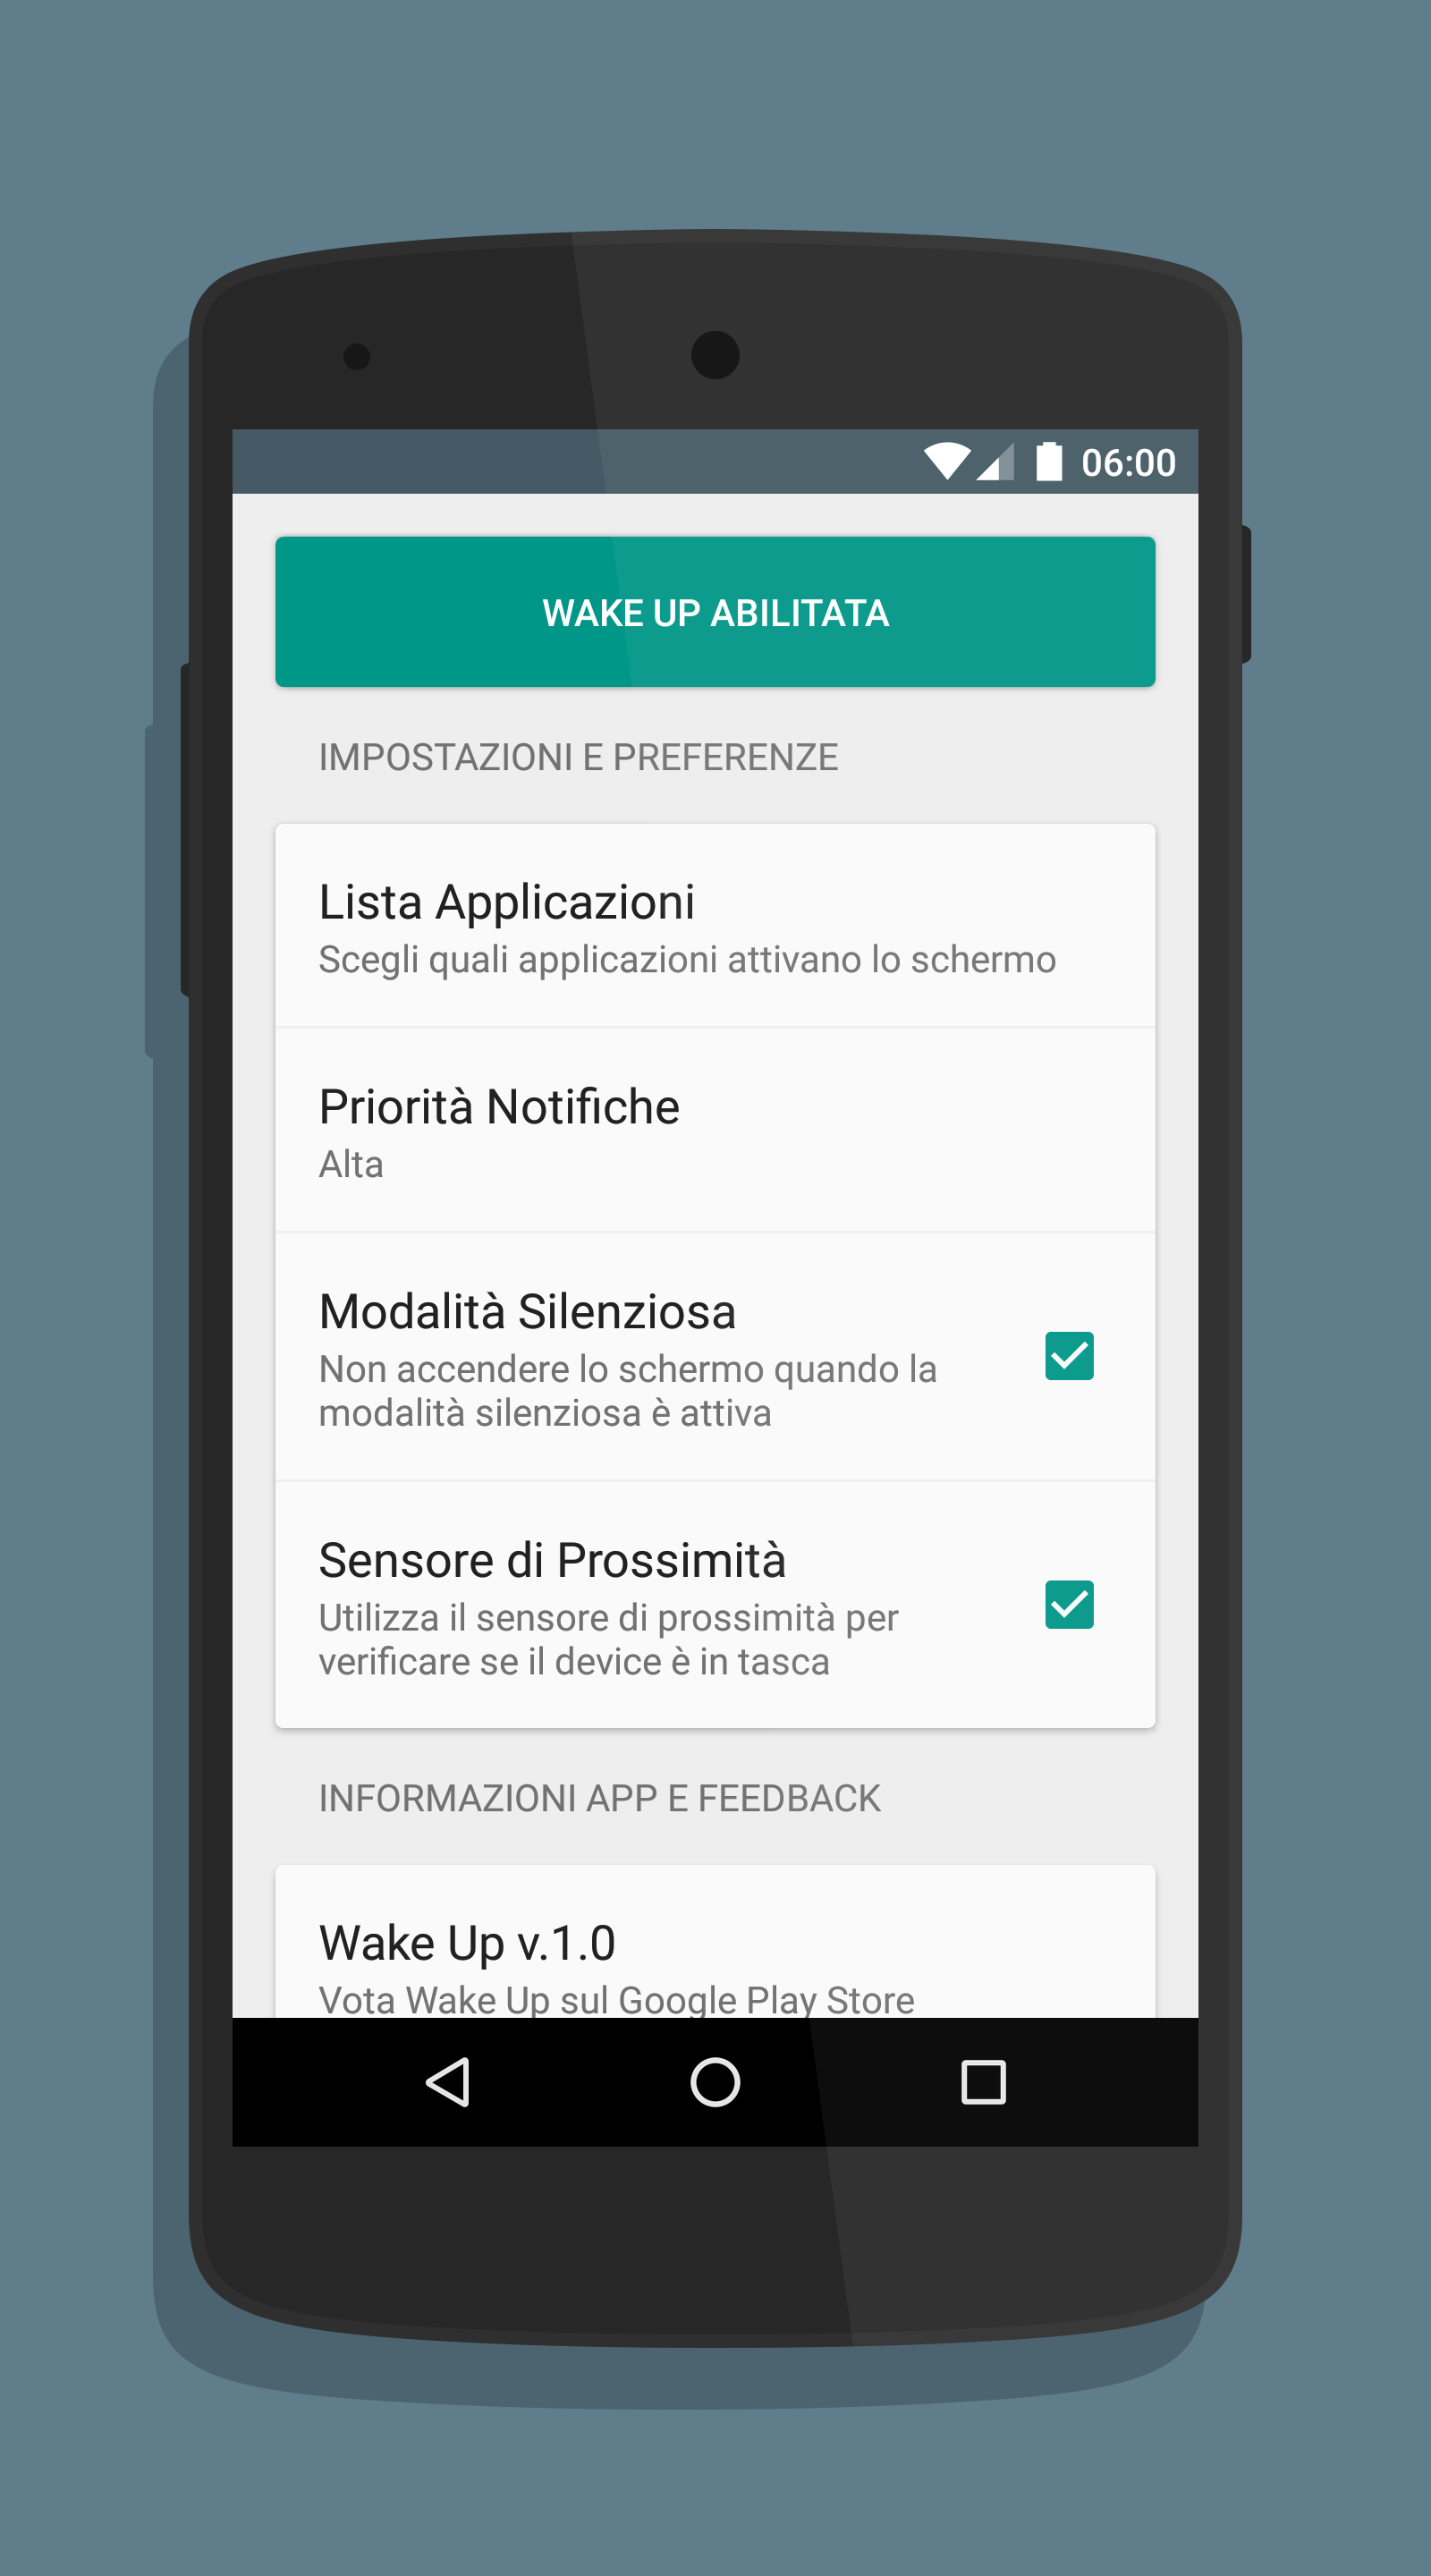 06:00
WAKE UP ABILITATA
IMPOSTAZIONI E PREFERENZE
Lista Applicazioni
Scegli quali applicazioni attivano lo schermo
Priorità Notifiche
Alta
Modalità Silenziosa
Non accendere lo schermo quando la
modalità silenziosa è attiva
Sensore di Prossimità
Utilizza il sensore di prossimità per
verificare se il device è in tasca
INFORMAZIONI APP E FEEDBACK
Wake Up v.1.0
Vota Wake Up sul Google Play Store